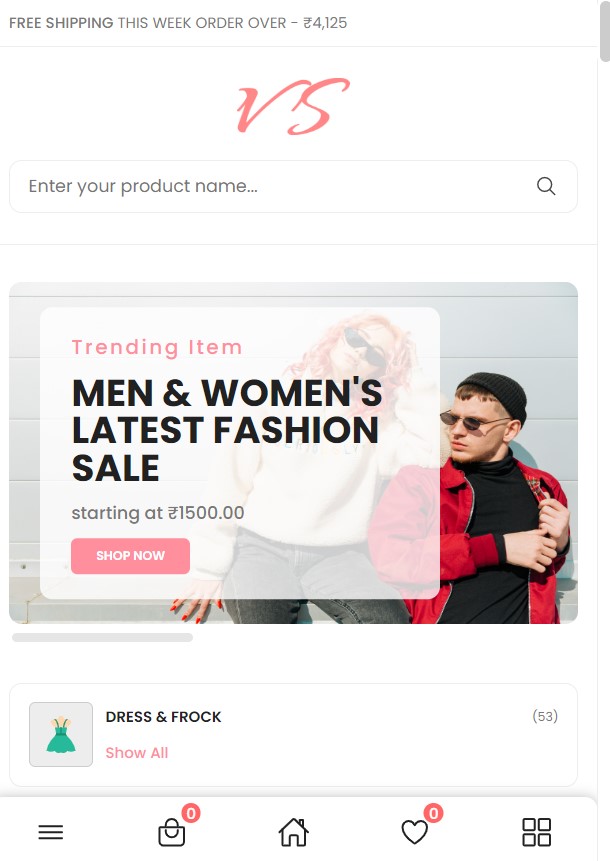 FREE SHIPPING THIS WEEK ORDER OVER - ₹4,125
VS
Enter your product name...
Trending Item
MEN & WOMEN'S
LATEST FASHION
SALE
starting at ₹1500.00
SHOP NOW
DRESS & FROCK
(53)
Show All
0
0